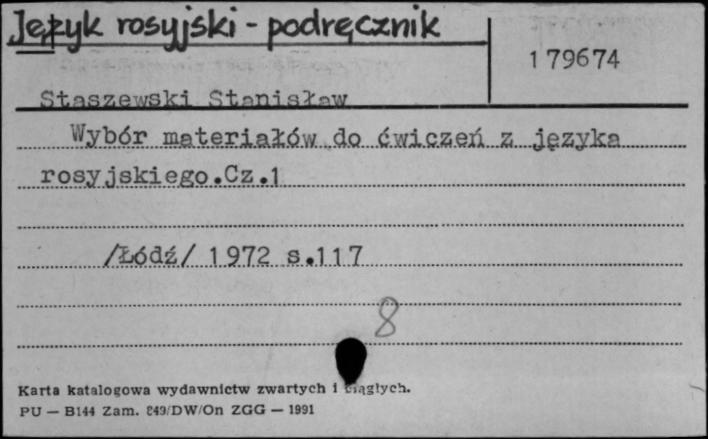 Język rosyjski - podręcznik
179674
Staszewski Stanisław
Wybór materiałów do ćwiczeń z języka
rosyjskiego.Cz.1
/Łódź/ 1972 s.117
8
Karta katalogowa wydawnictw zwartych i ciągłych.
PU — B144 Zam. 849/DW/On ZGG — 1991